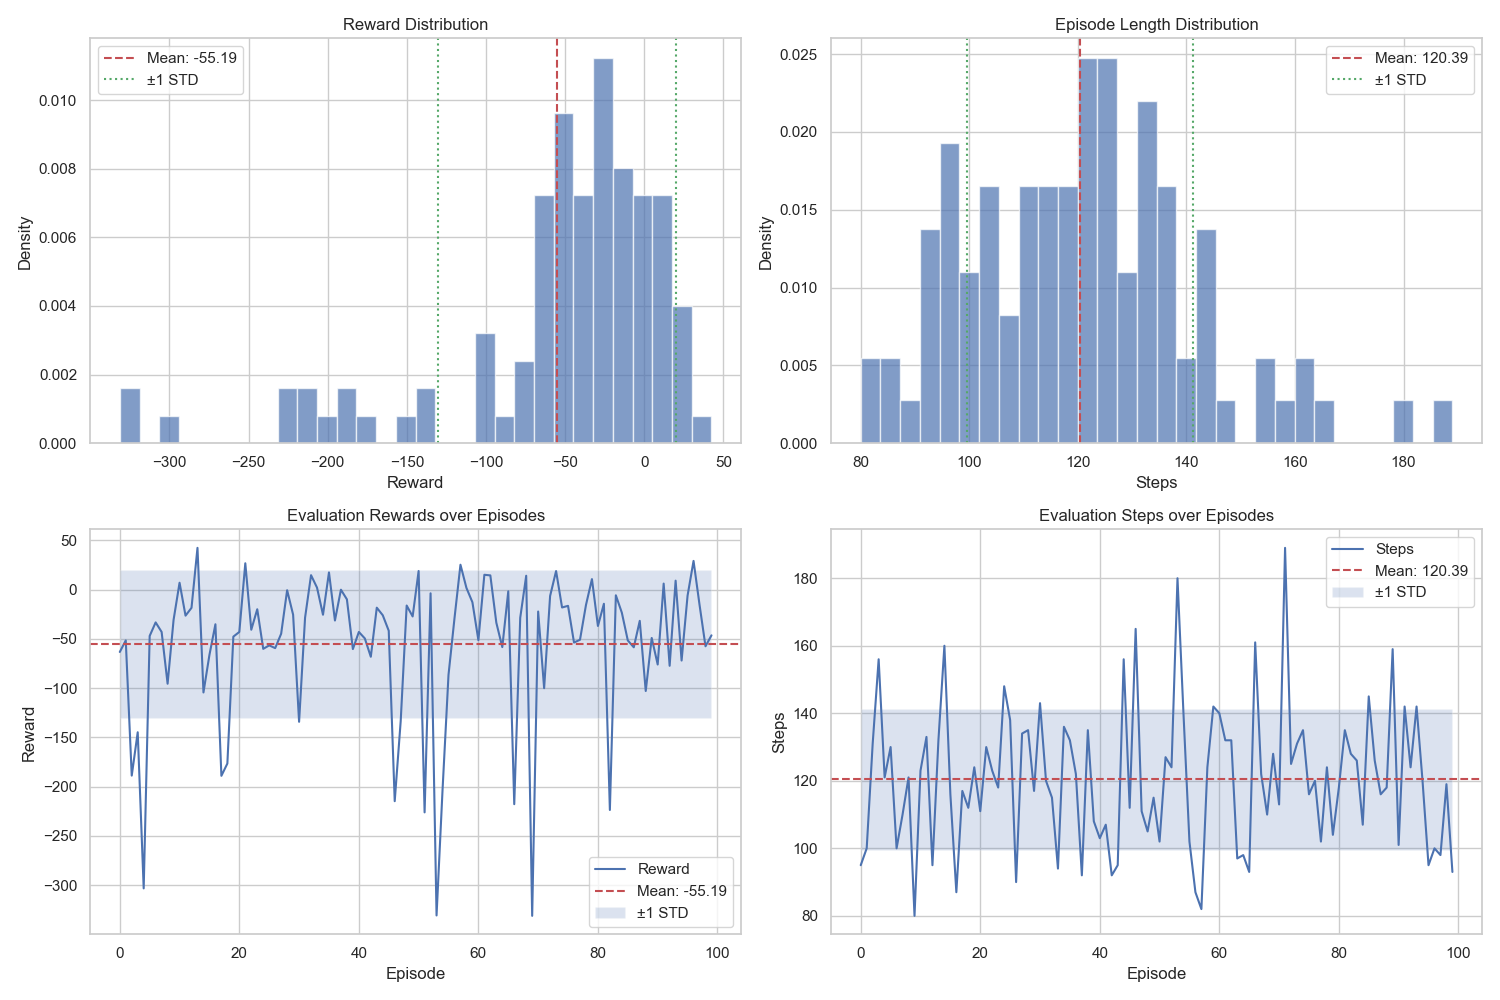 Reward Distribution
Mean: -55.19
±1 STD
Density
0.010
0.008
0.006
0.004
0.002
0.000
−300 −250 −200 −150 −100 −50 0 50
Reward
Episode Length Distribution
Mean: 120.39
±1 STD
Density
0.025
0.020
0.015
0.010
0.005
0.000
80 100 120 140 160 180
Steps
Evaluation Rewards over Episodes
Reward
50
0
−50
−100
−150
−200
−250
−300
Reward
Mean: -55.19
±1 STD
0 20 40 60 80 100
Episode
Evaluation Steps over Episodes
Steps
Mean: 120.39
±1 STD
Steps
180
160
140
120
100
80
0 20 40 60 80 100
Episode